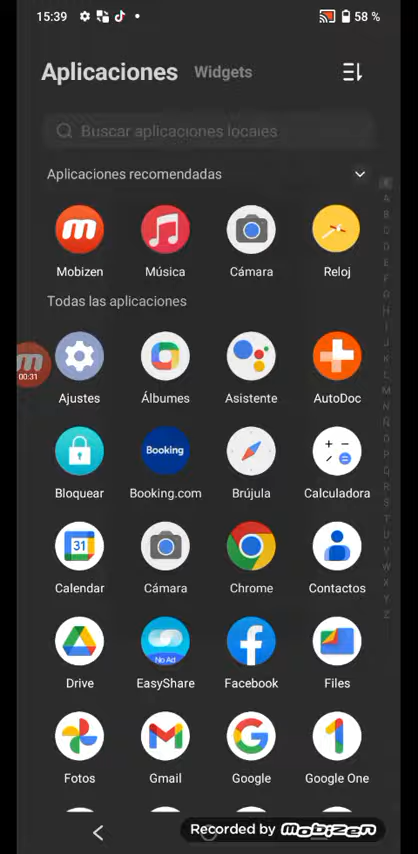 15:39
58 %
Aplicaciones Widgets
Buscar aplicaciones locales
Aplicaciones recomendadas
Mobizen Música Cámara Reloj
Todas las aplicaciones
00:31
Ajustes Álbumes Asistente AutoDoc
Booking
Bloquear Booking.com Brújula Calculadora
31
Calendar Cámara Chrome Contactos
No Ad
Drive EasyShare Facebook Files
Fotos Gmail Google Google One
Recorded by mobizen